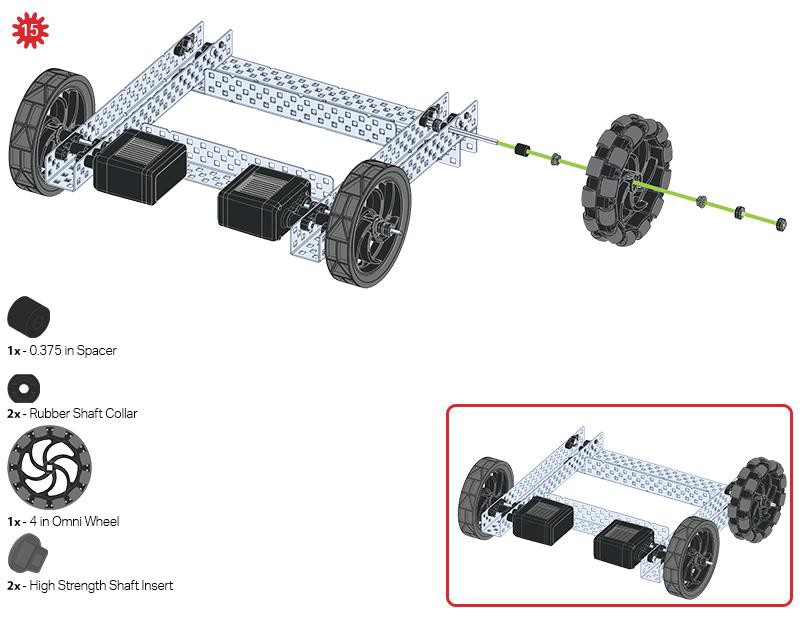 15
1x - 0.375 in Spacer
2x - Rubber Shaft Collar
1x - 4 in Omni Wheel
2x - High Strength Shaft Insert